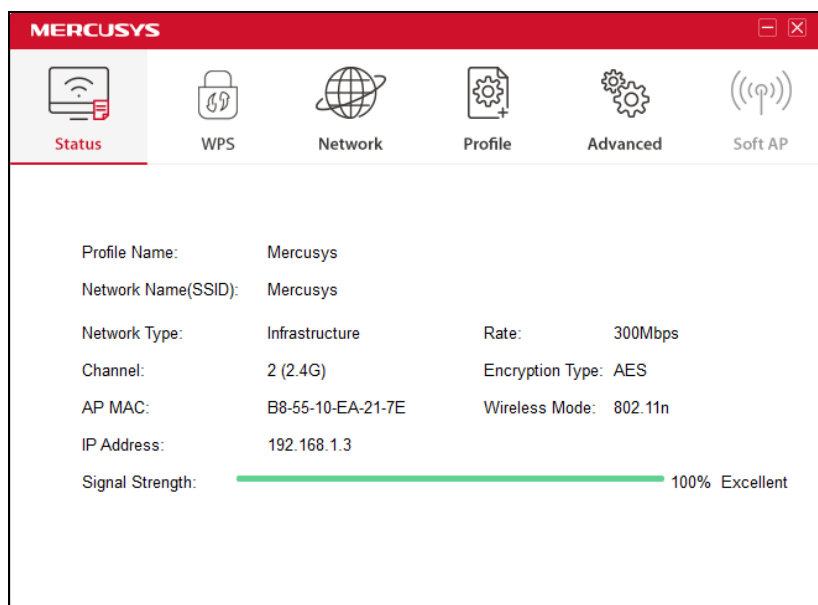 MERCUSYS
Status WPS Network Profile Advanced Soft AP
Profile Name: Mercusys
Network Name(SSID): Mercusys
Network Type: Infrastructure Rate: 300Mbps
Channel: 2 (2.4G) Encryption Type: AES
AP MAC: B8-55-10-EA-21-7E Wireless Mode: 802.11n
IP Address: 192.168.1.3
Signal Strength: 100% Excellent